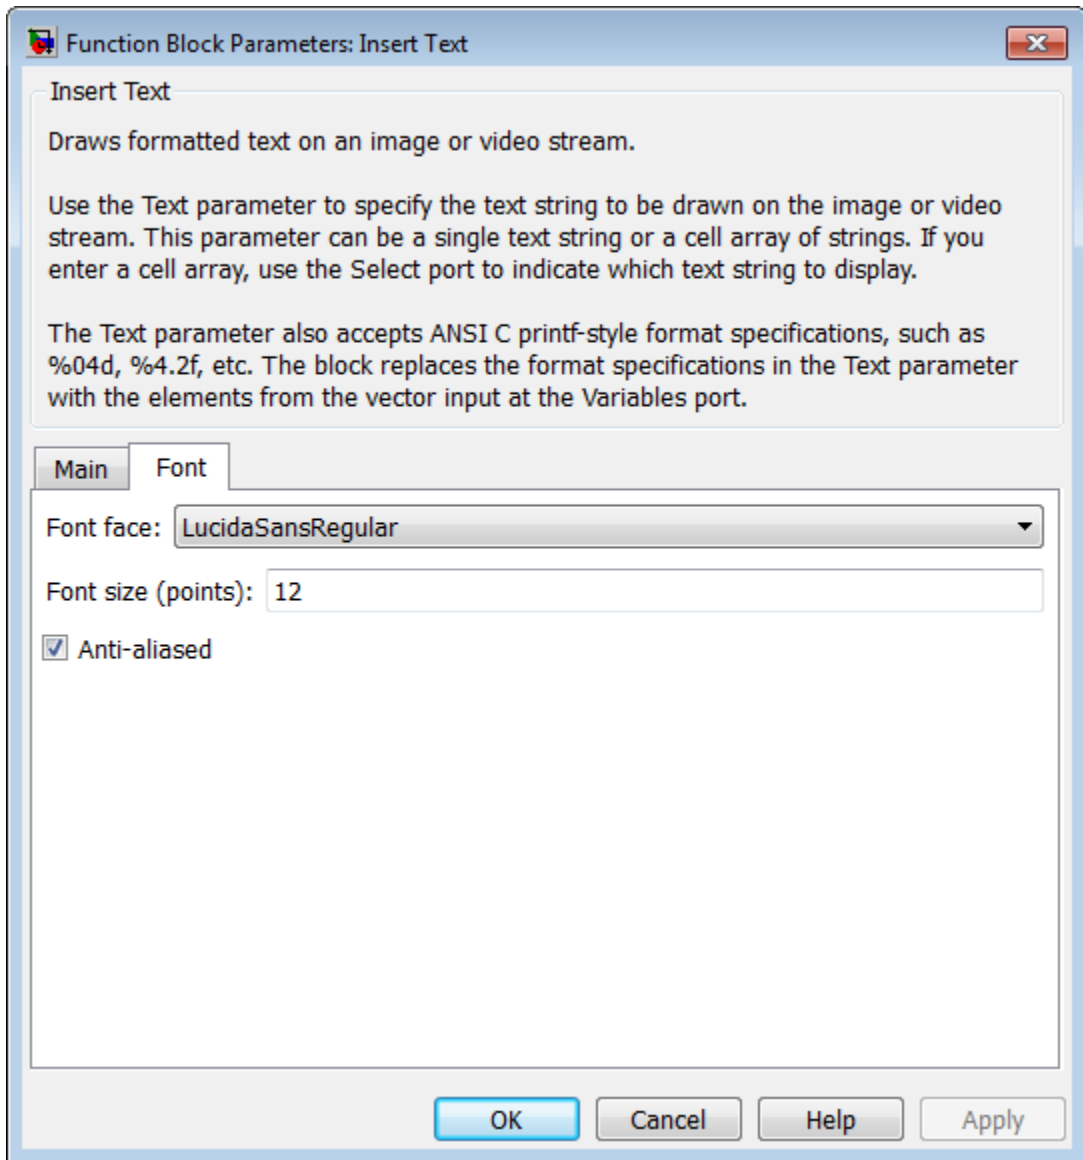 Function Block Parameters: Insert Text
Insert Text
Draws formatted text on an image or video stream.
Use the Text parameter to specify the text string to be drawn on the image or video
stream. This parameter can be a single text string or a cell array of strings. If you
enter a cell array, use the Select port to indicate which text string to display.
The Text parameter also accepts ANSI C printf-style format specifications, such as
%04d, %4.2f, etc. The block replaces the format specifications in the Text parameter
with the elements from the vector input at the Variables port.
Main Font
Font face: LucidaSansRegular
Font size (points): 12
Anti-aliased
OK Cancel Help Apply